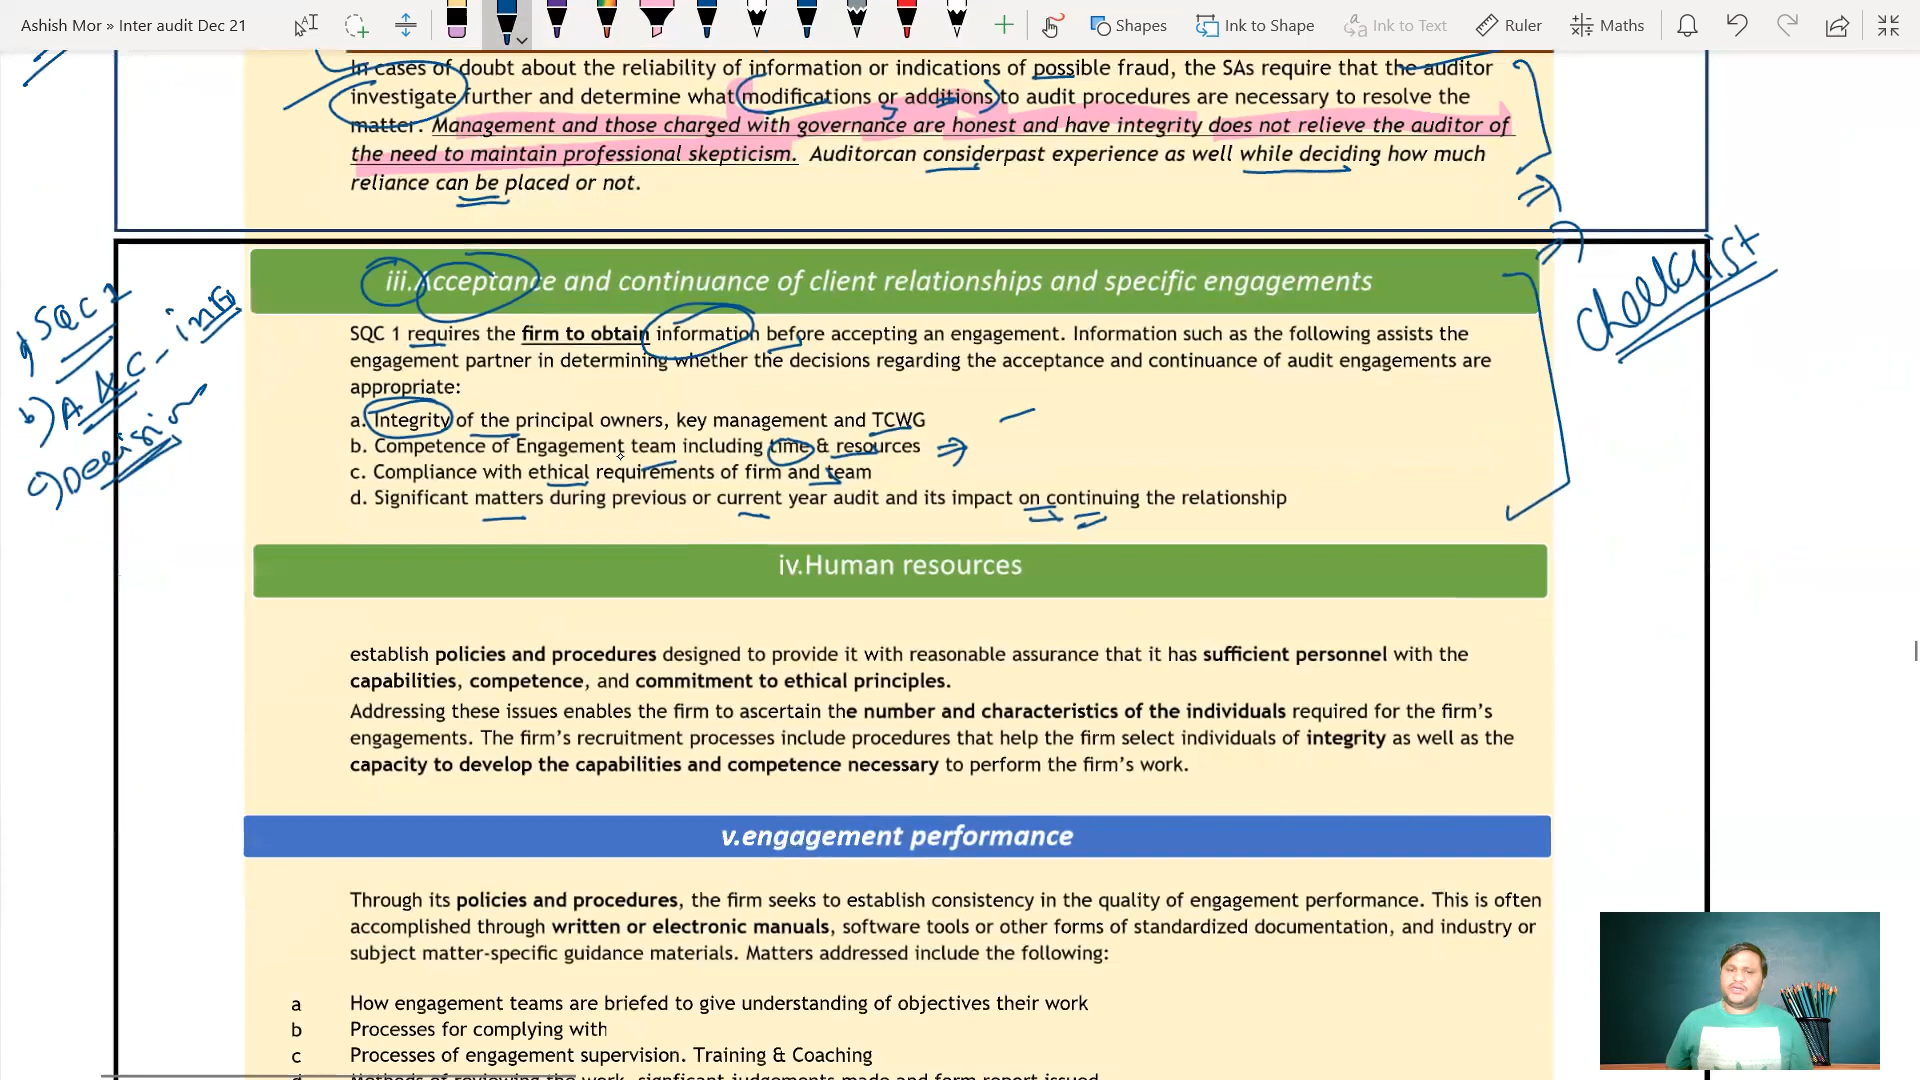 Ashish Mor » Inter audit Dec 21
Shapes
Ink to Shape
Ink to Text
Ruler
Maths
In cases of doubt about the reliability of information or indications of possible fraud, the SAs require that the auditor
investigate further and determine what modifications or additions to audit procedures are necessary to resolve the
matter. Management and those charged with governance are honest and have integrity does not relieve the auditor of
the need to maintain professional skepticism. Auditorcan considerpast experience as well while deciding how much
reliance can be placed or not.
iii.Acceptance and continuance of client relationships and specific engagements
checklist
a) SQC 1
b) A & C - info
c) Decision
SQC 1 requires the firm to obtain information before accepting an engagement. Information such as the following assists the
engagement partner in determining whether the decisions regarding the acceptance and continuance of audit engagements are
appropriate:
a. Integrity of the principal owners, key management and TCWG
b. Competence of Engagement team including time & resources
c. Compliance with ethical requirements of firm and team
d. Significant matters during previous or current year audit and its impact on continuing the relationship
iv.Human resources
establish policies and procedures designed to provide it with reasonable assurance that it has sufficient personnel with the
capabilities, competence, and commitment to ethical principles.
Addressing these issues enables the firm to ascertain the number and characteristics of the individuals required for the firm's
engagements. The firm's recruitment processes include procedures that help the firm select individuals of integrity as well as the
capacity to develop the capabilities and competence necessary to perform the firm's work.
v.engagement performance
Through its policies and procedures, the firm seeks to establish consistency in the quality of engagement performance. This is often
accomplished through written or electronic manuals, software tools or other forms of standardized documentation, and industry or
subject matter-specific guidance materials. Matters addressed include the following:
a How engagement teams are briefed to give understanding of objectives their work
b Processes for complying with
c Processes of engagement supervision. Training & Coaching